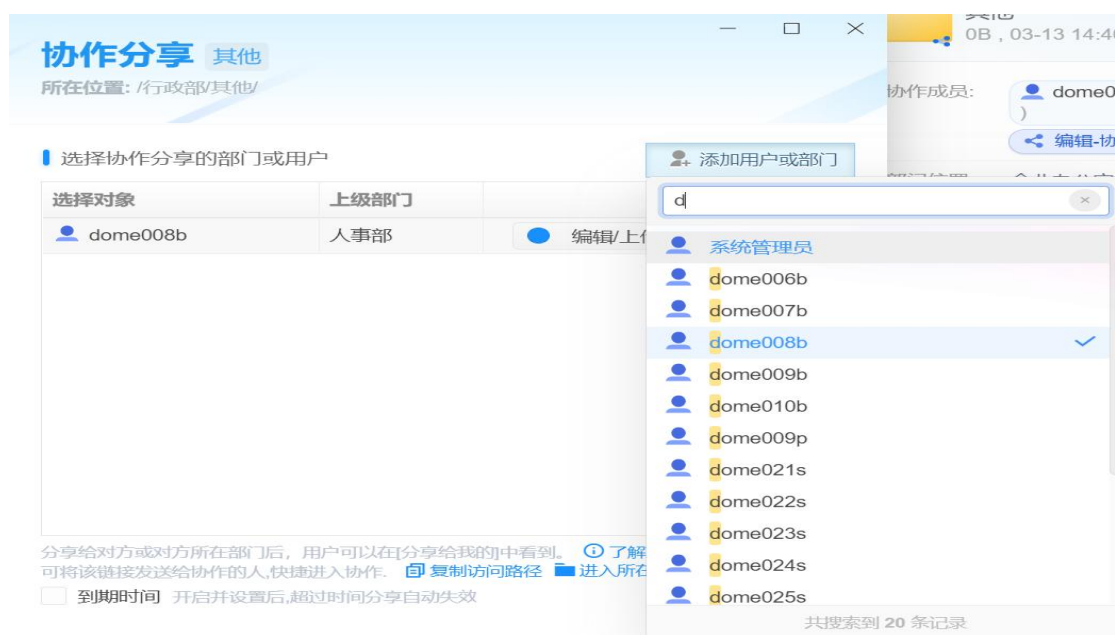 协作分享 其他
所在位置: /行政部/其他/
0B , 03-13 14:4
协作成员:
dome0
)
编辑-协
选择协作分享的部门或用户
添加用户或部门
选择对象 上级部门
dome008b 人事部 编辑/上传
d
系统管理员
dome006b
dome007b
dome008b
dome009b
dome010b
dome009p
dome021s
dome022s
dome023s
dome024s
dome025s
共搜索到 20 条记录
分享给对方或对方所在部门后，用户可以在[分享给我的]中看到。 了解
可将该链接发送给协作的人,快捷进入协作. 复制访问路径 进入所在
到期时间 开启并设置后,超过时间分享自动失效